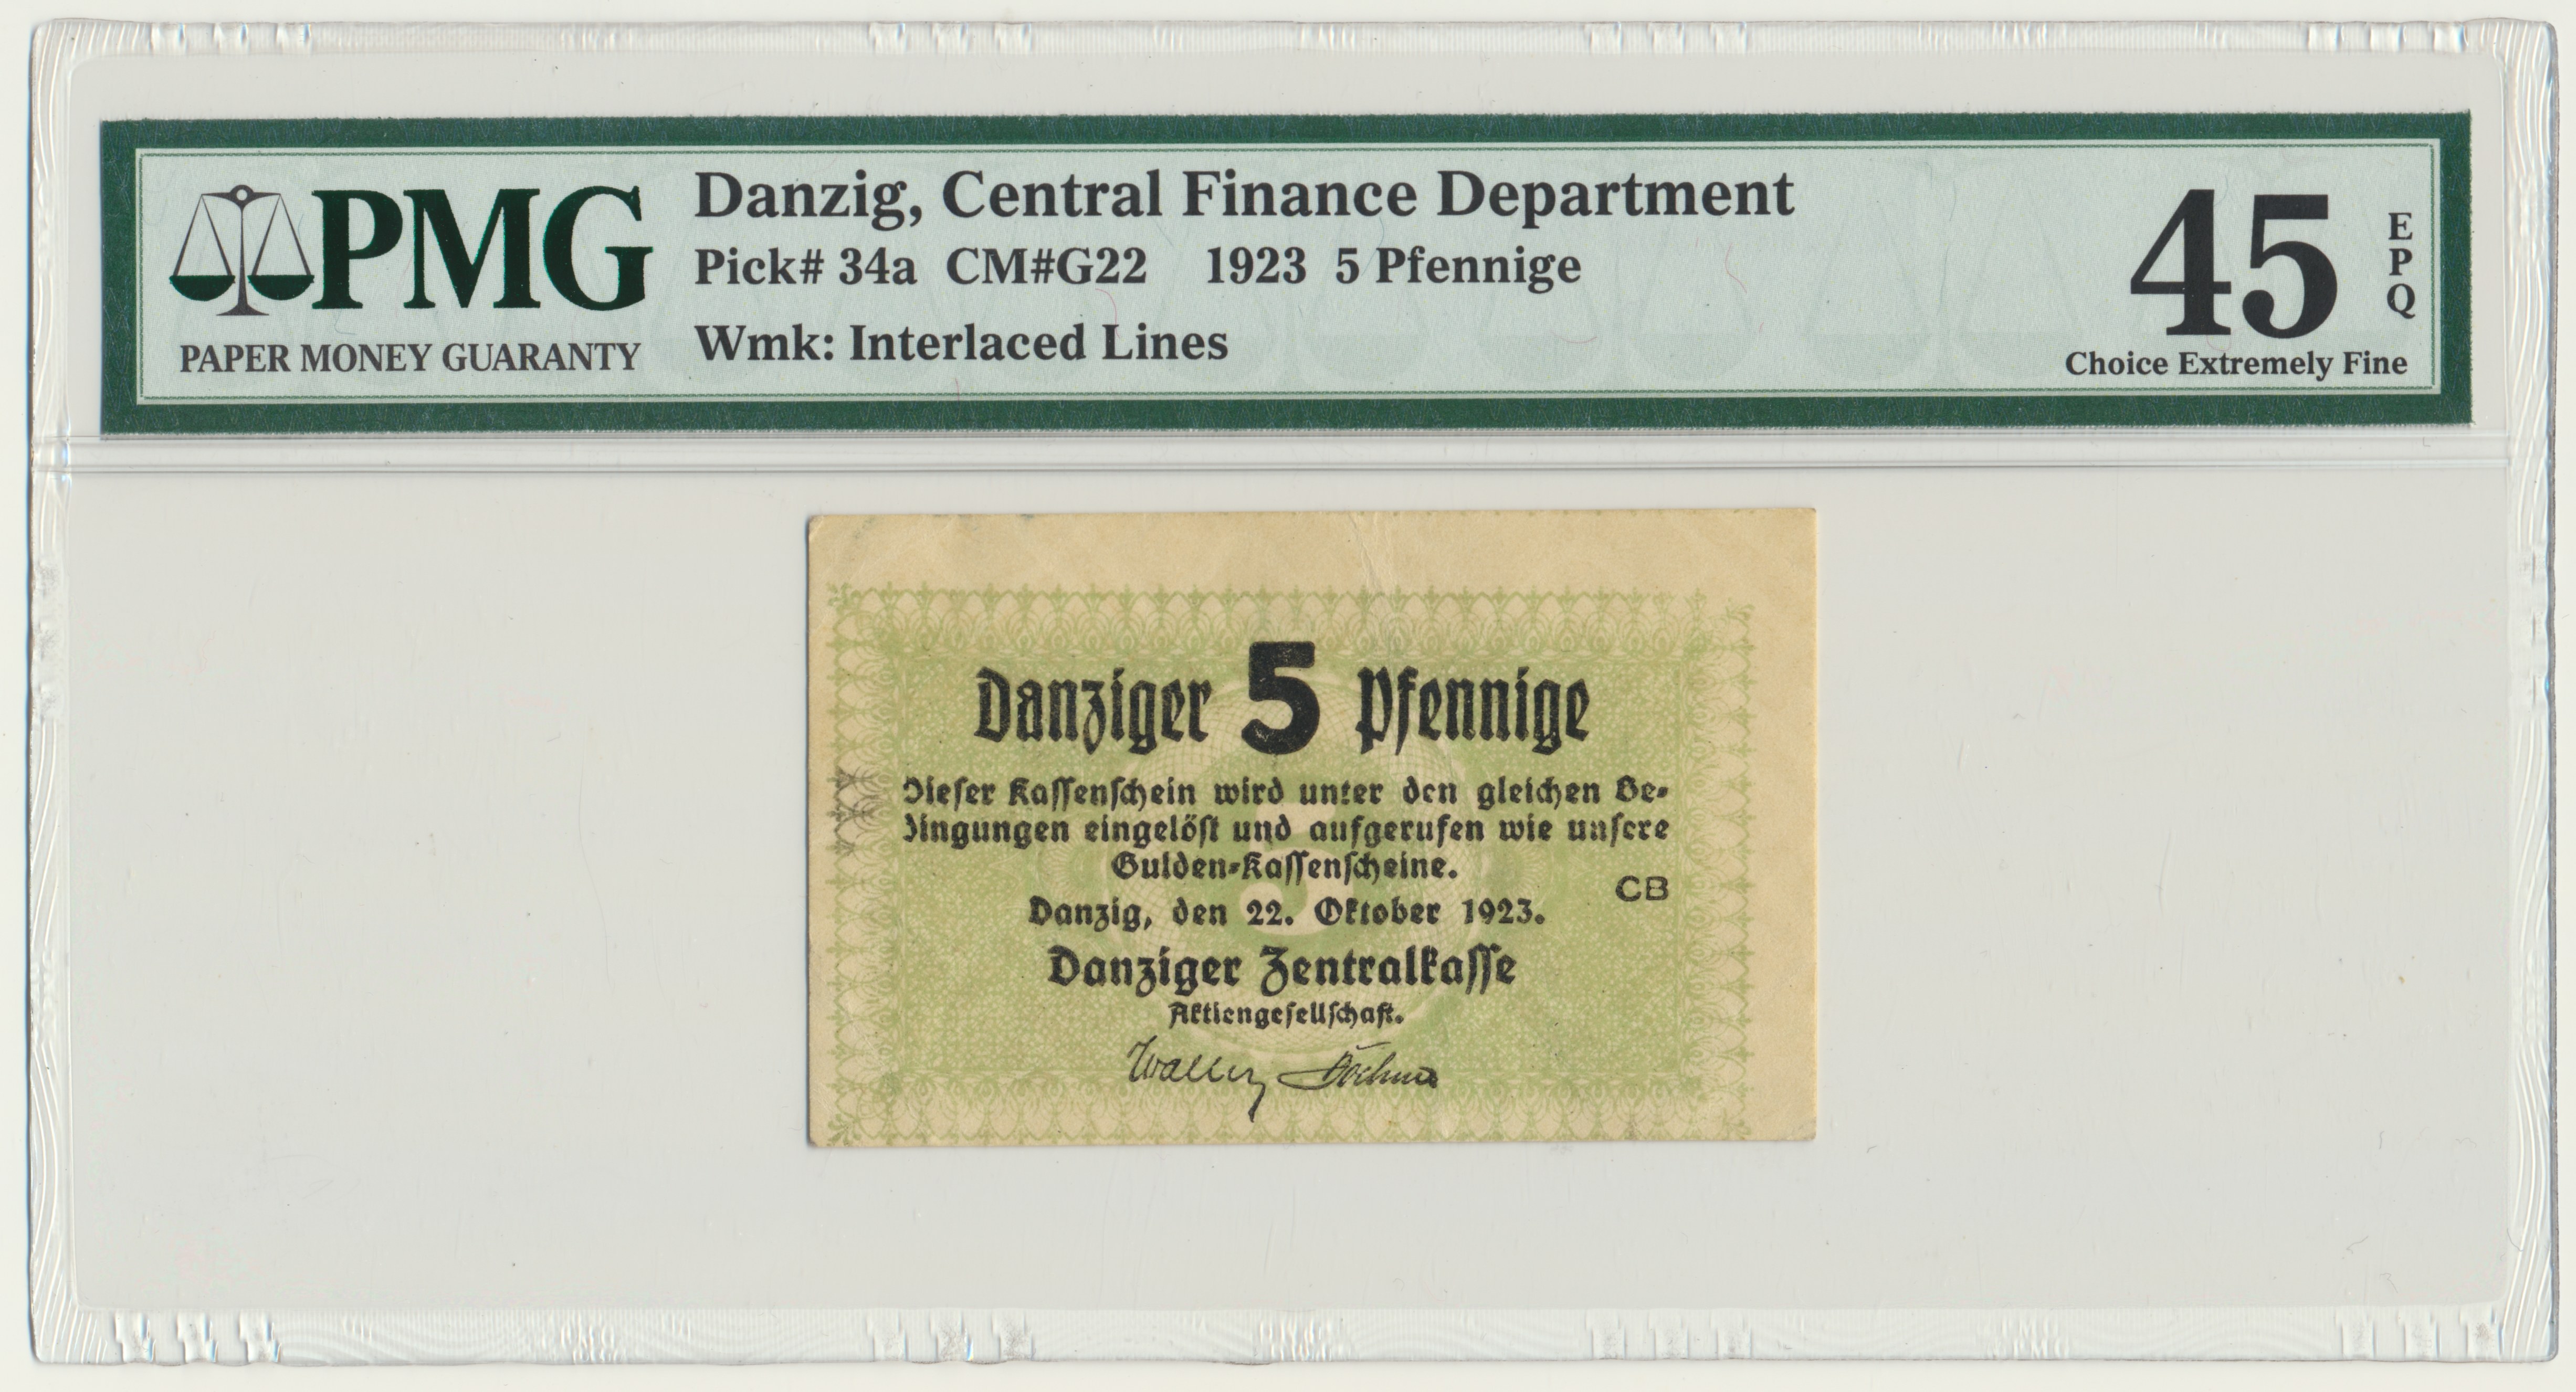 PMG
PAPER MONEY GUARANTY
Danzig, Central Finance Department
Pick# 34a CM#G22 1923 5 Pfennige
Wmk: Interlaced Lines
45
EPQ
Choice Extremely Fine
Danziger 5 Pfennige
Dieser Kassenschein wird unter den gleichen Be-
dingungen eingelöst und aufgerufen wie unsere
Gulden-Kassenscheine.
CB
Danzig, den 22. Oktober 1923.
Danziger Zentralkasse
Aktiengesellschaft.